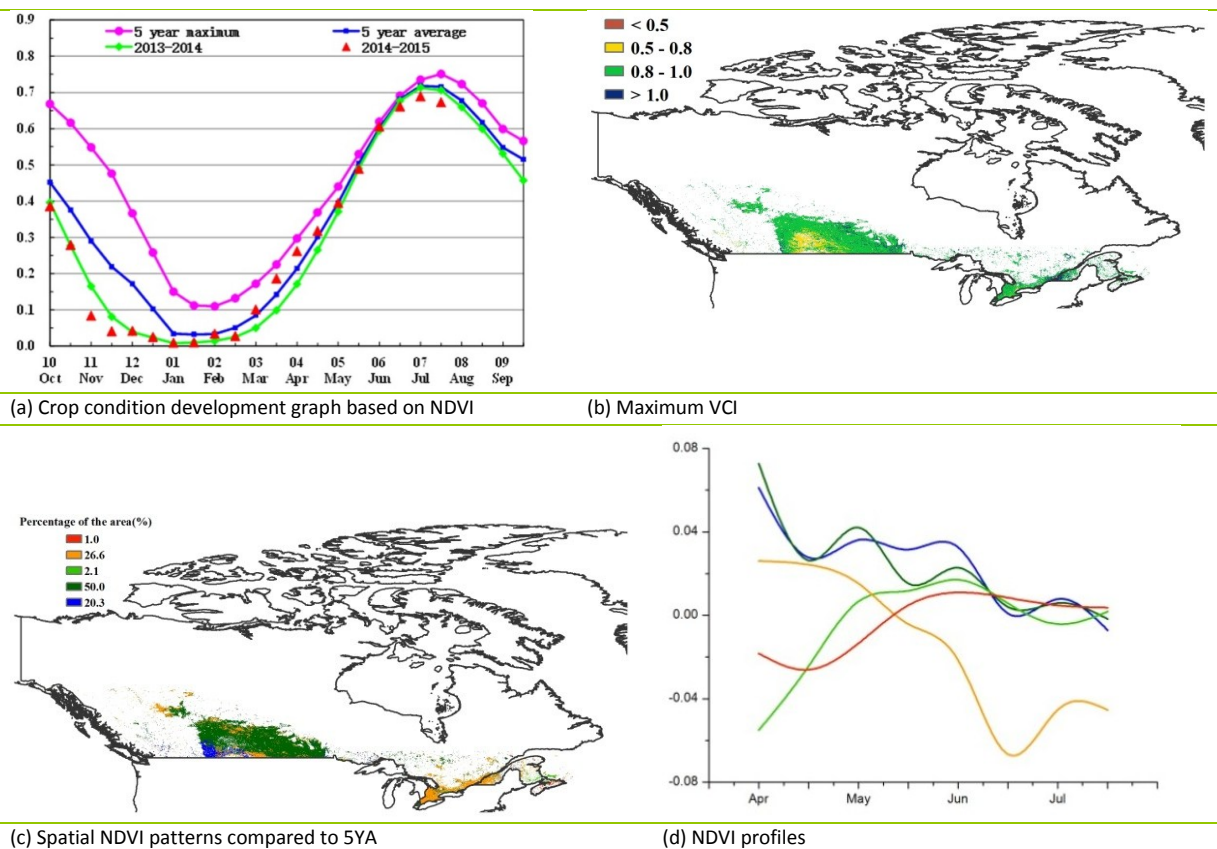 0.9
0.8
0.7
0.6
0.5
0.4
0.3
0.2
0.1
0.0
5 year maximum
5 year average
2013-2014
2014-2015
10 11 12 01 02 03 04 05 06 07 08 09
Oct Nov Dec Jan Feb Mar Apr May Jun Jul Aug Sep
< 0.5
0.5 - 0.8
0.8 - 1.0
> 1.0
(a) Crop condition development graph based on NDVI
(b) Maximum VCI
Percentage of the area(%)
1.0
26.6
2.1
50.0
20.3
0.08
0.04
0.00
-0.04
-0.08
Apr May Jun Jul
(c) Spatial NDVI patterns compared to 5YA
(d) NDVI profiles